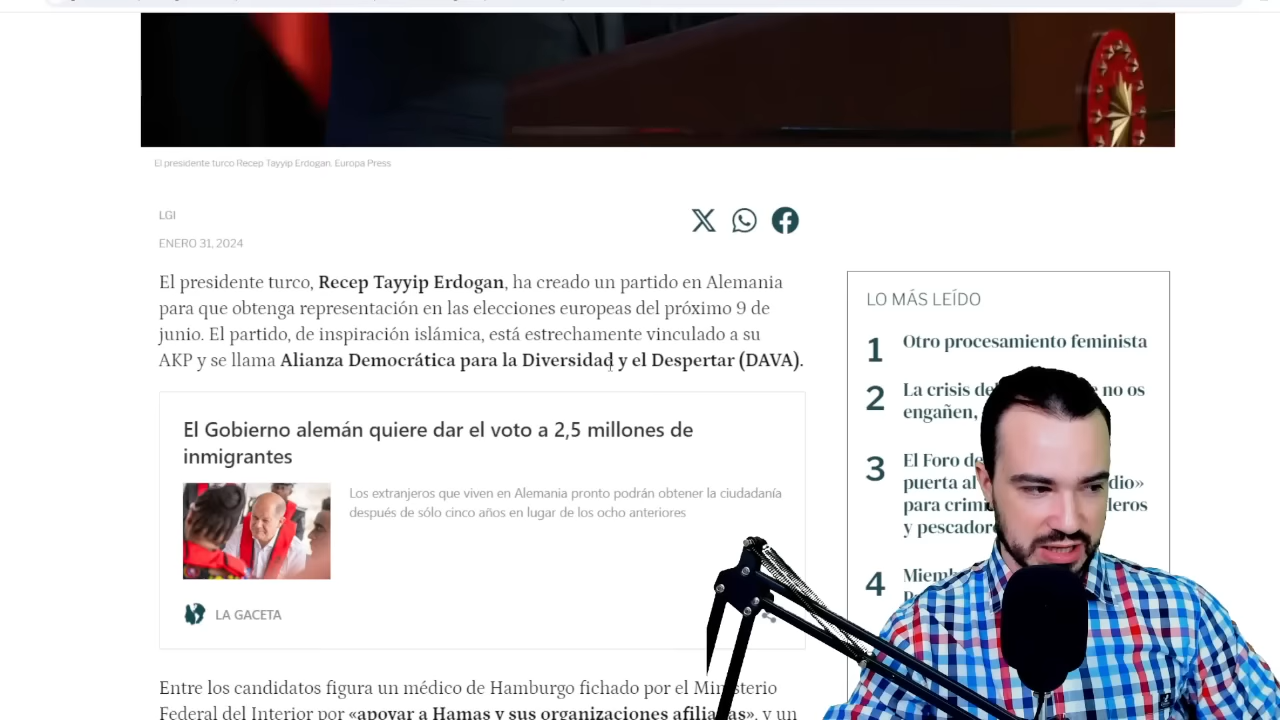 El presidente turco Recep Tayyip Erdogan. Europa Press
LGI
ENERO 31, 2024
El presidente turco, Recep Tayyip Erdogan, ha creado un partido en Alemania
para que obtenga representación en las elecciones europeas del próximo 9 de
junio. El partido, de inspiración islámica, está estrechamente vinculado a su
AKP y se llama Alianza Democrática para la Diversidad y el Despertar (DAVA).
El Gobierno alemán quiere dar el voto a 2,5 millones de
inmigrantes
Los extranjeros que viven en Alemania pronto podrán obtener la ciudadanía
después de sólo cinco años en lugar de los ocho anteriores
LA GACETA
Entre los candidatos figura un médico de Hamburgo fichado por el Ministerio
Federal del Interior por «apoyar a Hamas y sus organizaciones afiliadas», y un
LO MÁS LEÍDO
1 Otro procesamiento feminista
2 La crisis no os
engañen,
3 El Foro de
puerta al
para
y
4